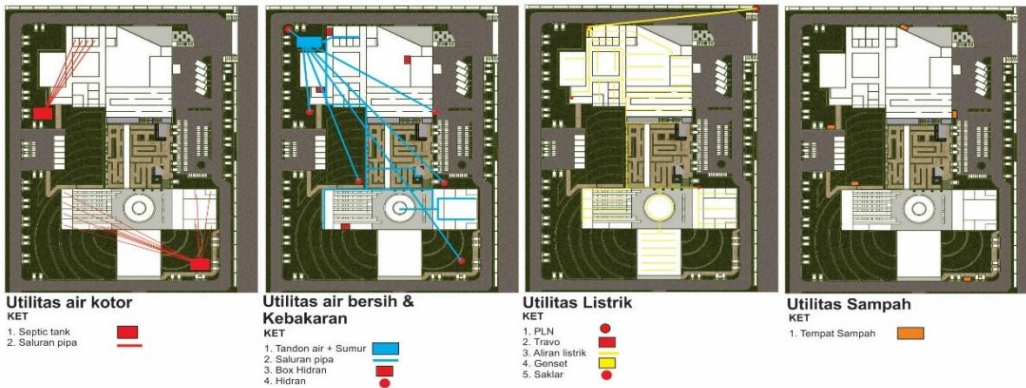 Utilitas air kotor
KET
1. Septic tank
2. Saluran pipa
Utilitas air bersih &
Kebakaran
KET
1. Tandon air + Sumur
2. Saluran pipa
3. Box Hidran
4. Hidran
Utilitas Listrik
KET
1. PLN
2. Travo
3. Aliran listrik
4. Genset
5. Saklar
Utilitas Sampah
KET
1. Tempat Sampah